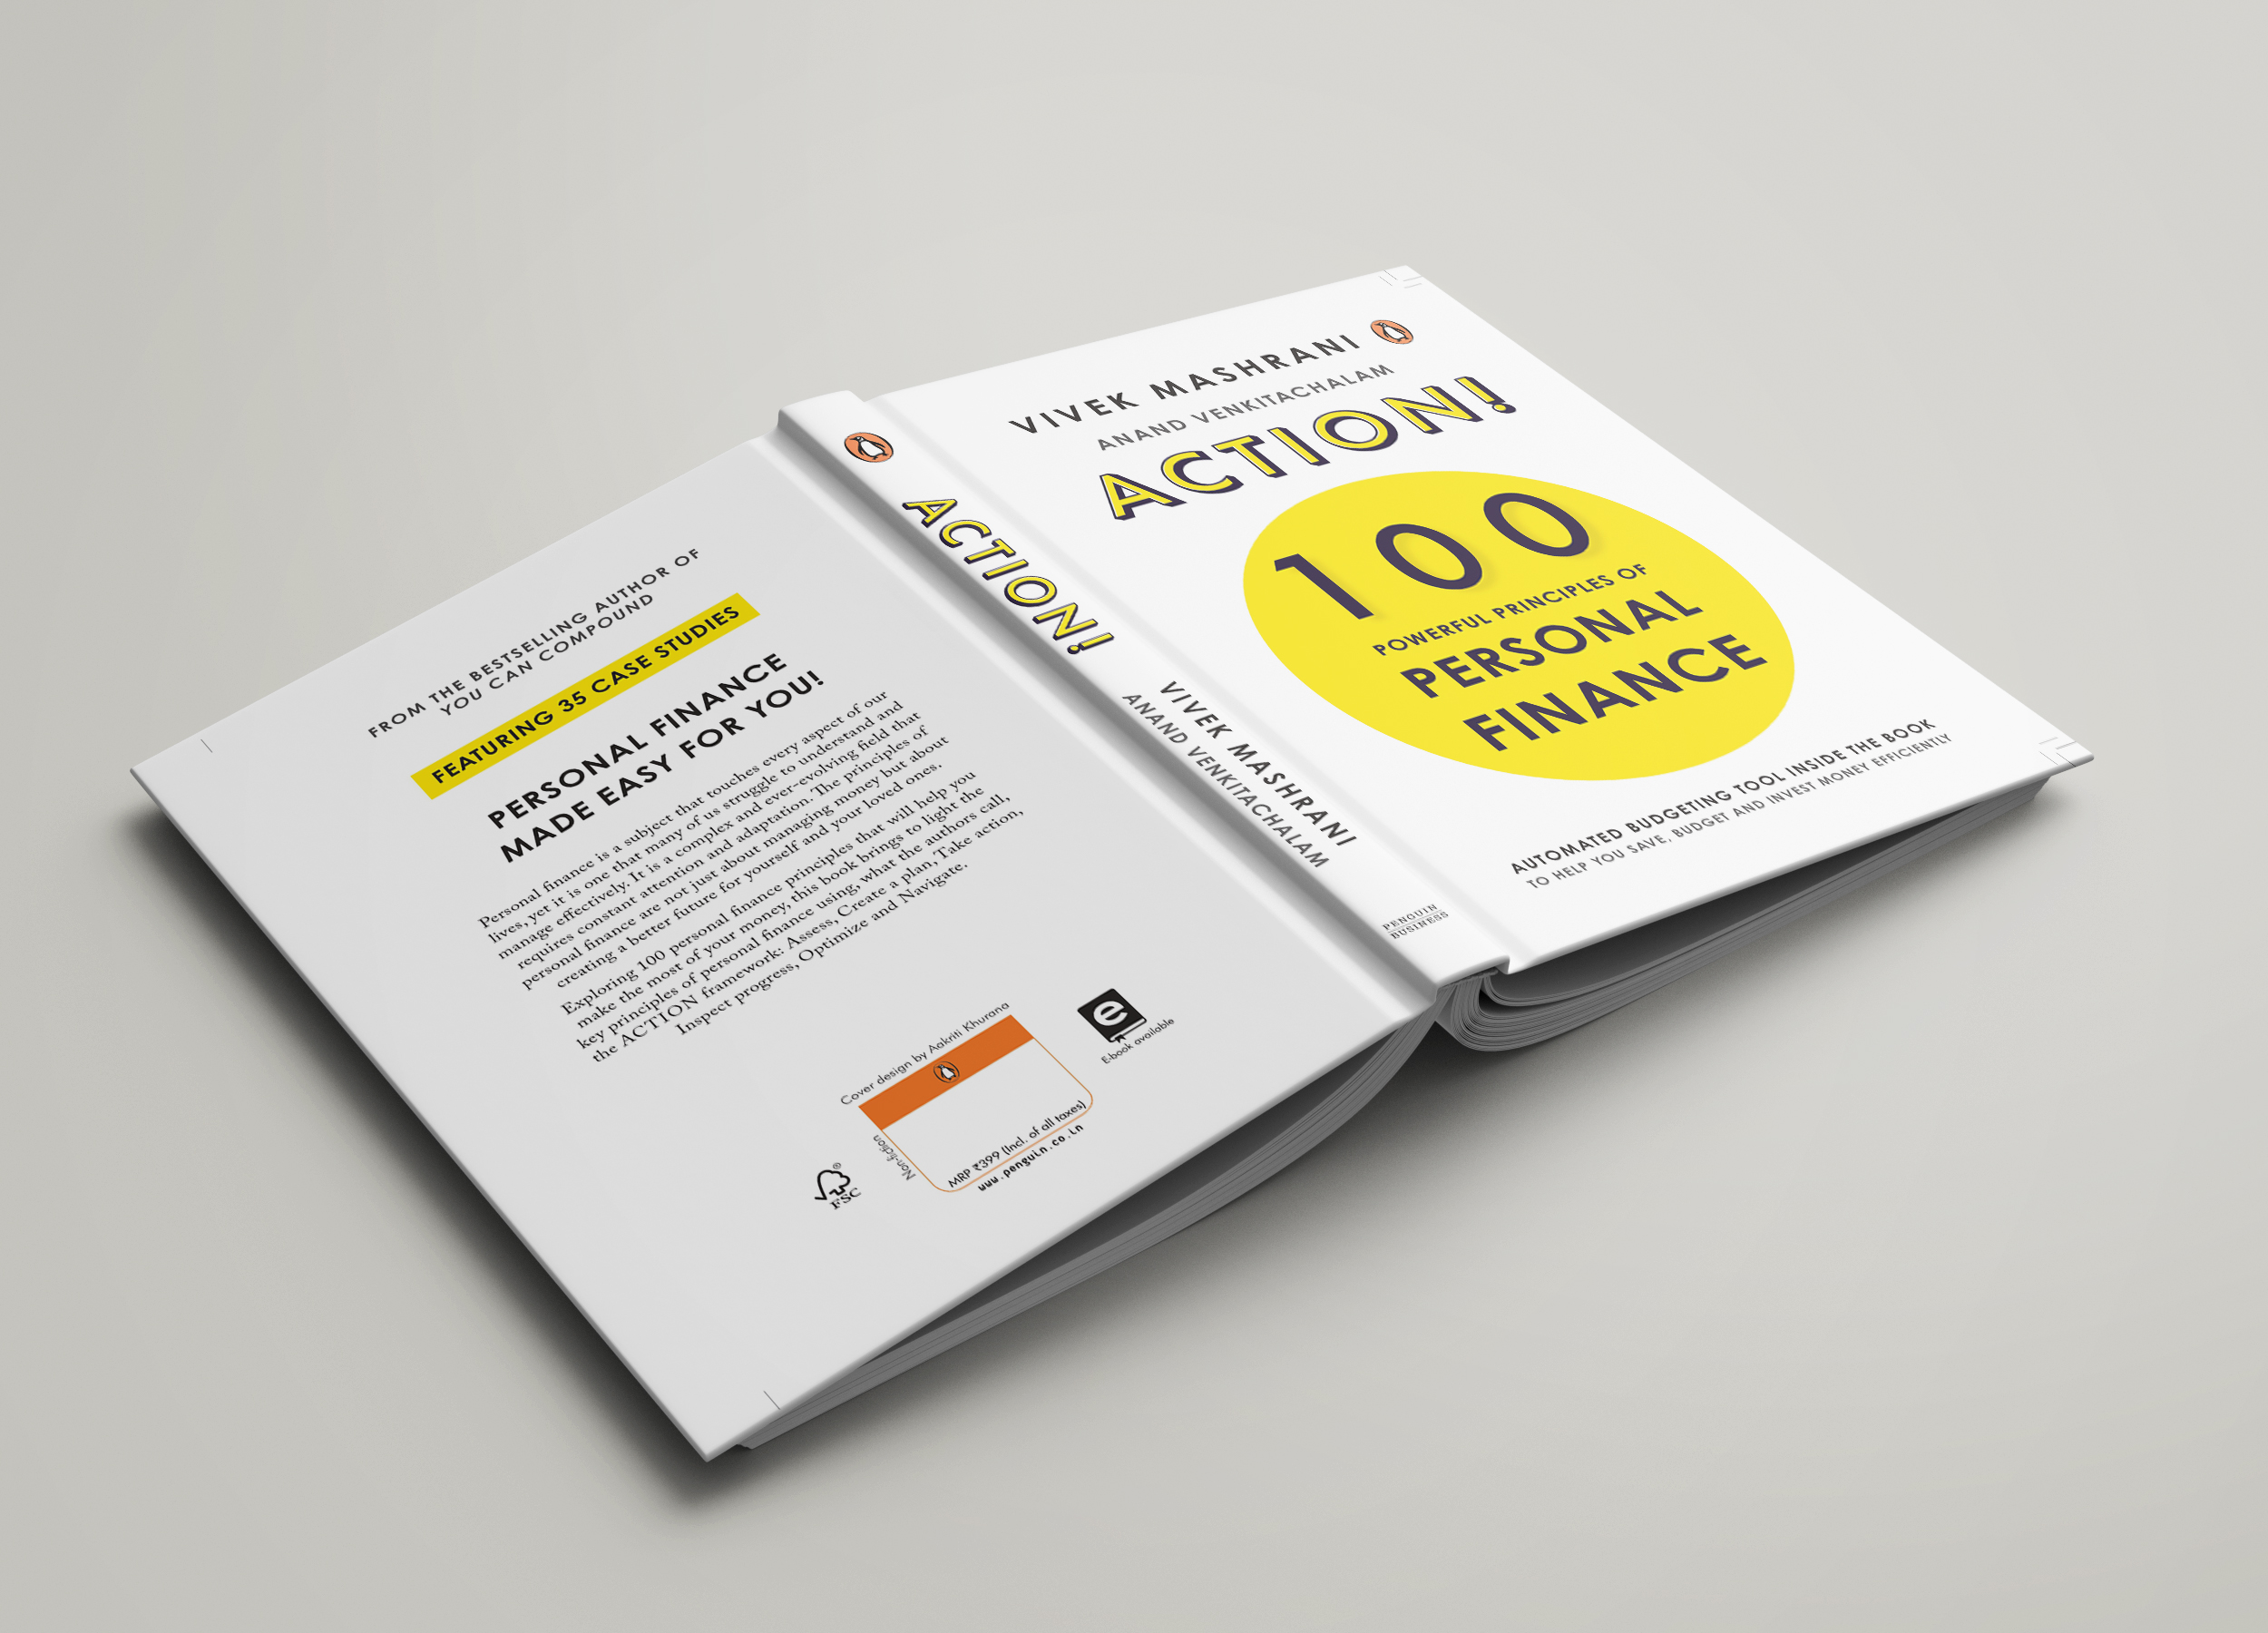 FROM THE BESTSELLING AUTHOR OF
YOU CAN COMPOUND
FEATURING 35 CASE STUDIES
PERSONAL FINANCE
MADE EASY FOR YOU!
Personal finance is a subject that touches every aspect of our
lives, yet it is one that many of us struggle to understand and
manage effectively. It is a complex and ever-evolving field that
requires constant attention and adaptation. The principles of
personal finance are not just about managing money but about
creating a better future for yourself and your loved ones.
Exploring 100 personal finance principles that will help you
make the most of your money, this book brings to light the
key principles of personal finance using, what the authors call,
the ACTION framework: Assess, Create a plan, Take action,
Inspect progress, Optimize and Navigate.
Cover design by Aakriti Khurana
Non-fiction
MRP ₹399 (Incl. of all taxes)
www.penguin.co.in
FSC®
e
E-book available
ACTION!
VIVEK MASHRANI
ANAND VENKITACHALAM
PENGUIN
BUSINESS
VIVEK MASHRANI
ANAND VENKITACHALAM
ACTION!
100
POWERFUL PRINCIPLES OF
PERSONAL
FINANCE
AUTOMATED BUDGETING TOOL INSIDE THE BOOK
TO HELP YOU SAVE, BUDGET AND INVEST MONEY EFFICIENTLY